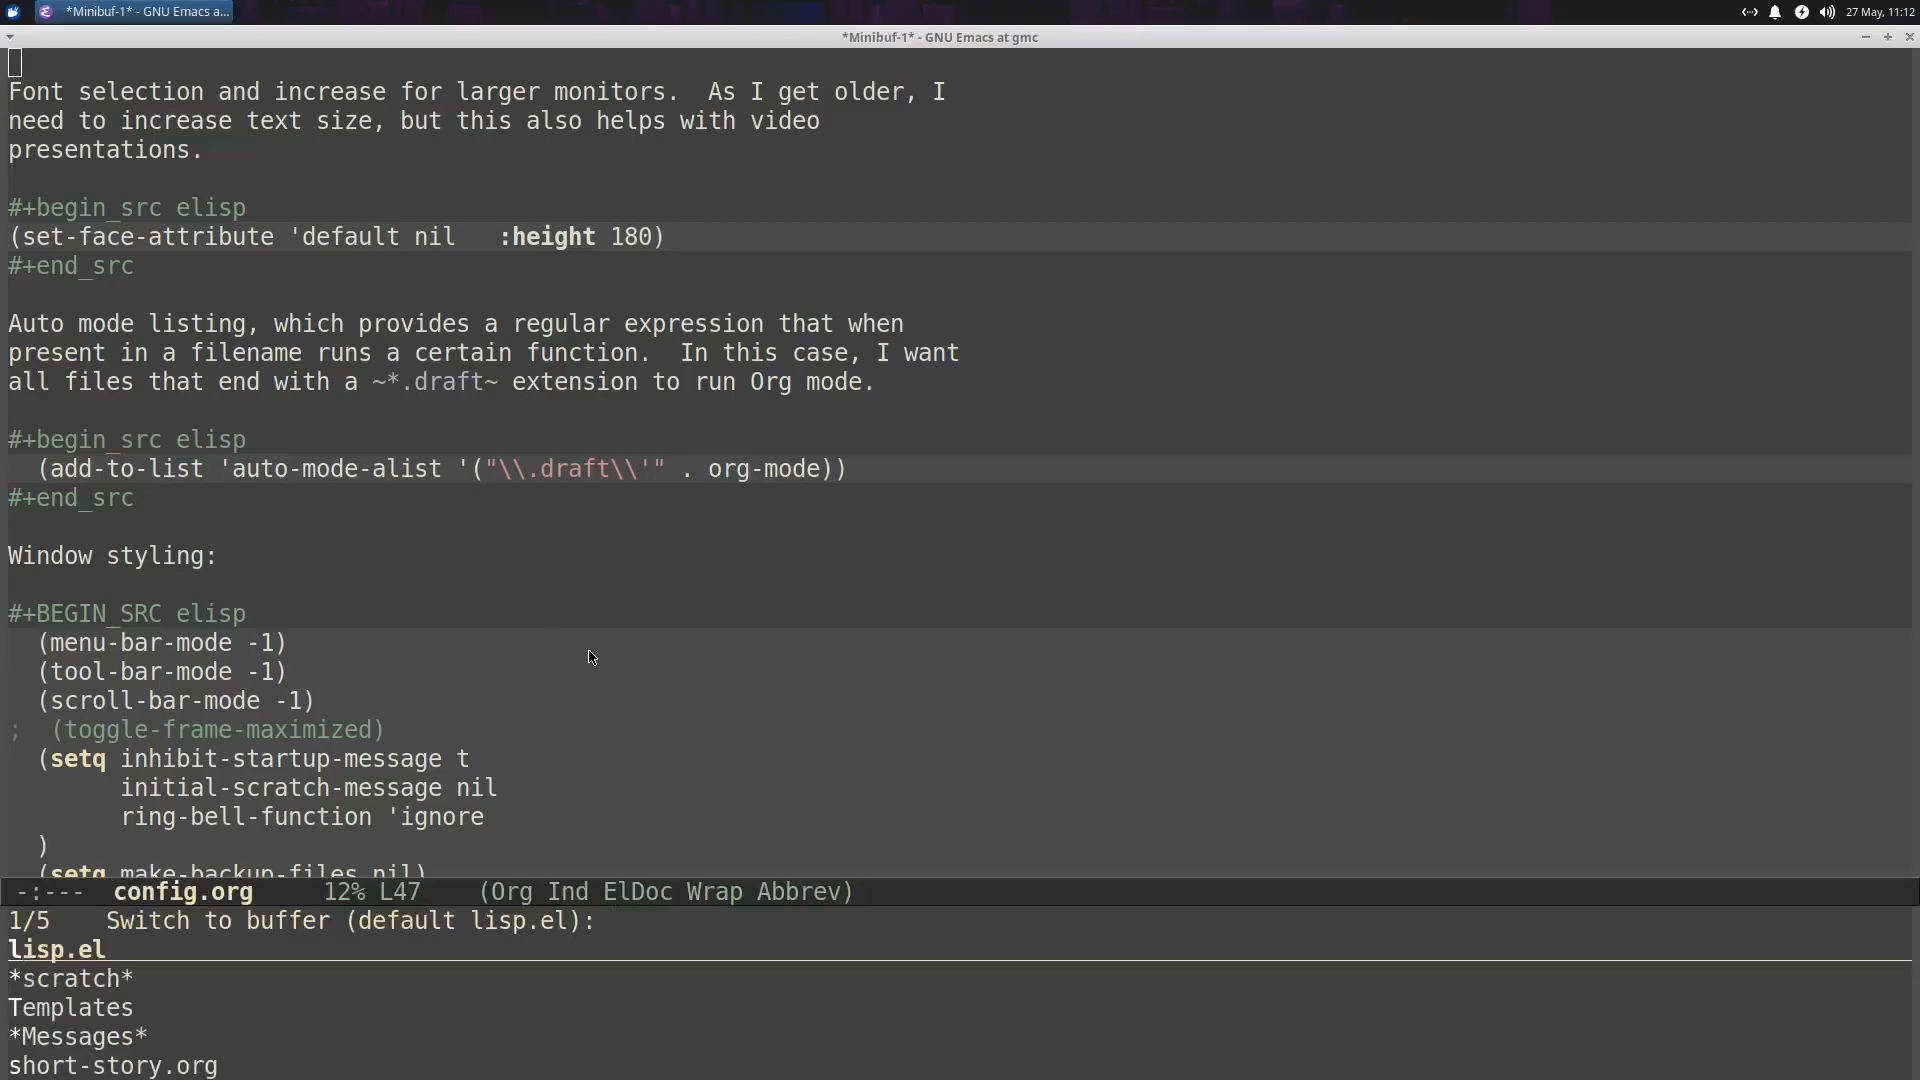 *Minibuf-1* - GNU Emacs a...
27 May, 11:12
*Minibuf-1* - GNU Emacs at gmc
Font selection and increase for larger monitors.  As I get older, I
need to increase text size, but this also helps with video
presentations.
#+begin_src elisp
(set-face-attribute 'default nil   :height 180)
#+end_src
Auto mode listing, which provides a regular expression that when
present in a filename runs a certain function.  In this case, I want
all files that end with a ~*.draft~ extension to run Org mode.
#+begin_src elisp
  (add-to-list 'auto-mode-alist '("\\.draft\\'" . org-mode))
#+end_src
Window styling:
#+BEGIN_SRC elisp
  (menu-bar-mode -1)
  (tool-bar-mode -1)
  (scroll-bar-mode -1)
;  (toggle-frame-maximized)
  (setq inhibit-startup-message t
        initial-scratch-message nil
        ring-bell-function 'ignore
  )
  (setq make-backup-files nil)
-:---  config.org     12% L47    (Org Ind ElDoc Wrap Abbrev)
1/5    Switch to buffer (default lisp.el):
lisp.el
*scratch*
Templates
*Messages*
short-story.org